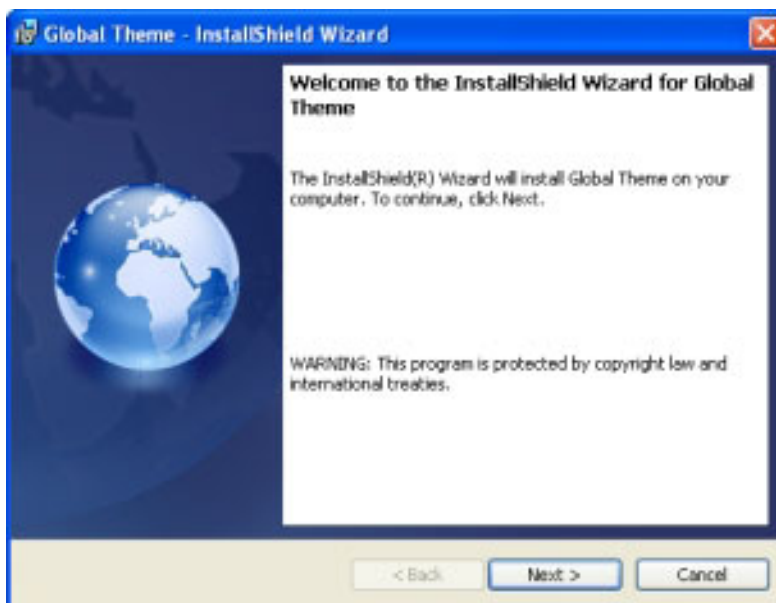 Global Theme - InstallShield Wizard
Welcome to the InstallShield Wizard for Global
Theme
The InstallShield(R) Wizard will install Global Theme on your
computer. To continue, click Next.
WARNING: This program is protected by copyright law and
international treaties.
< Back
Next >
Cancel